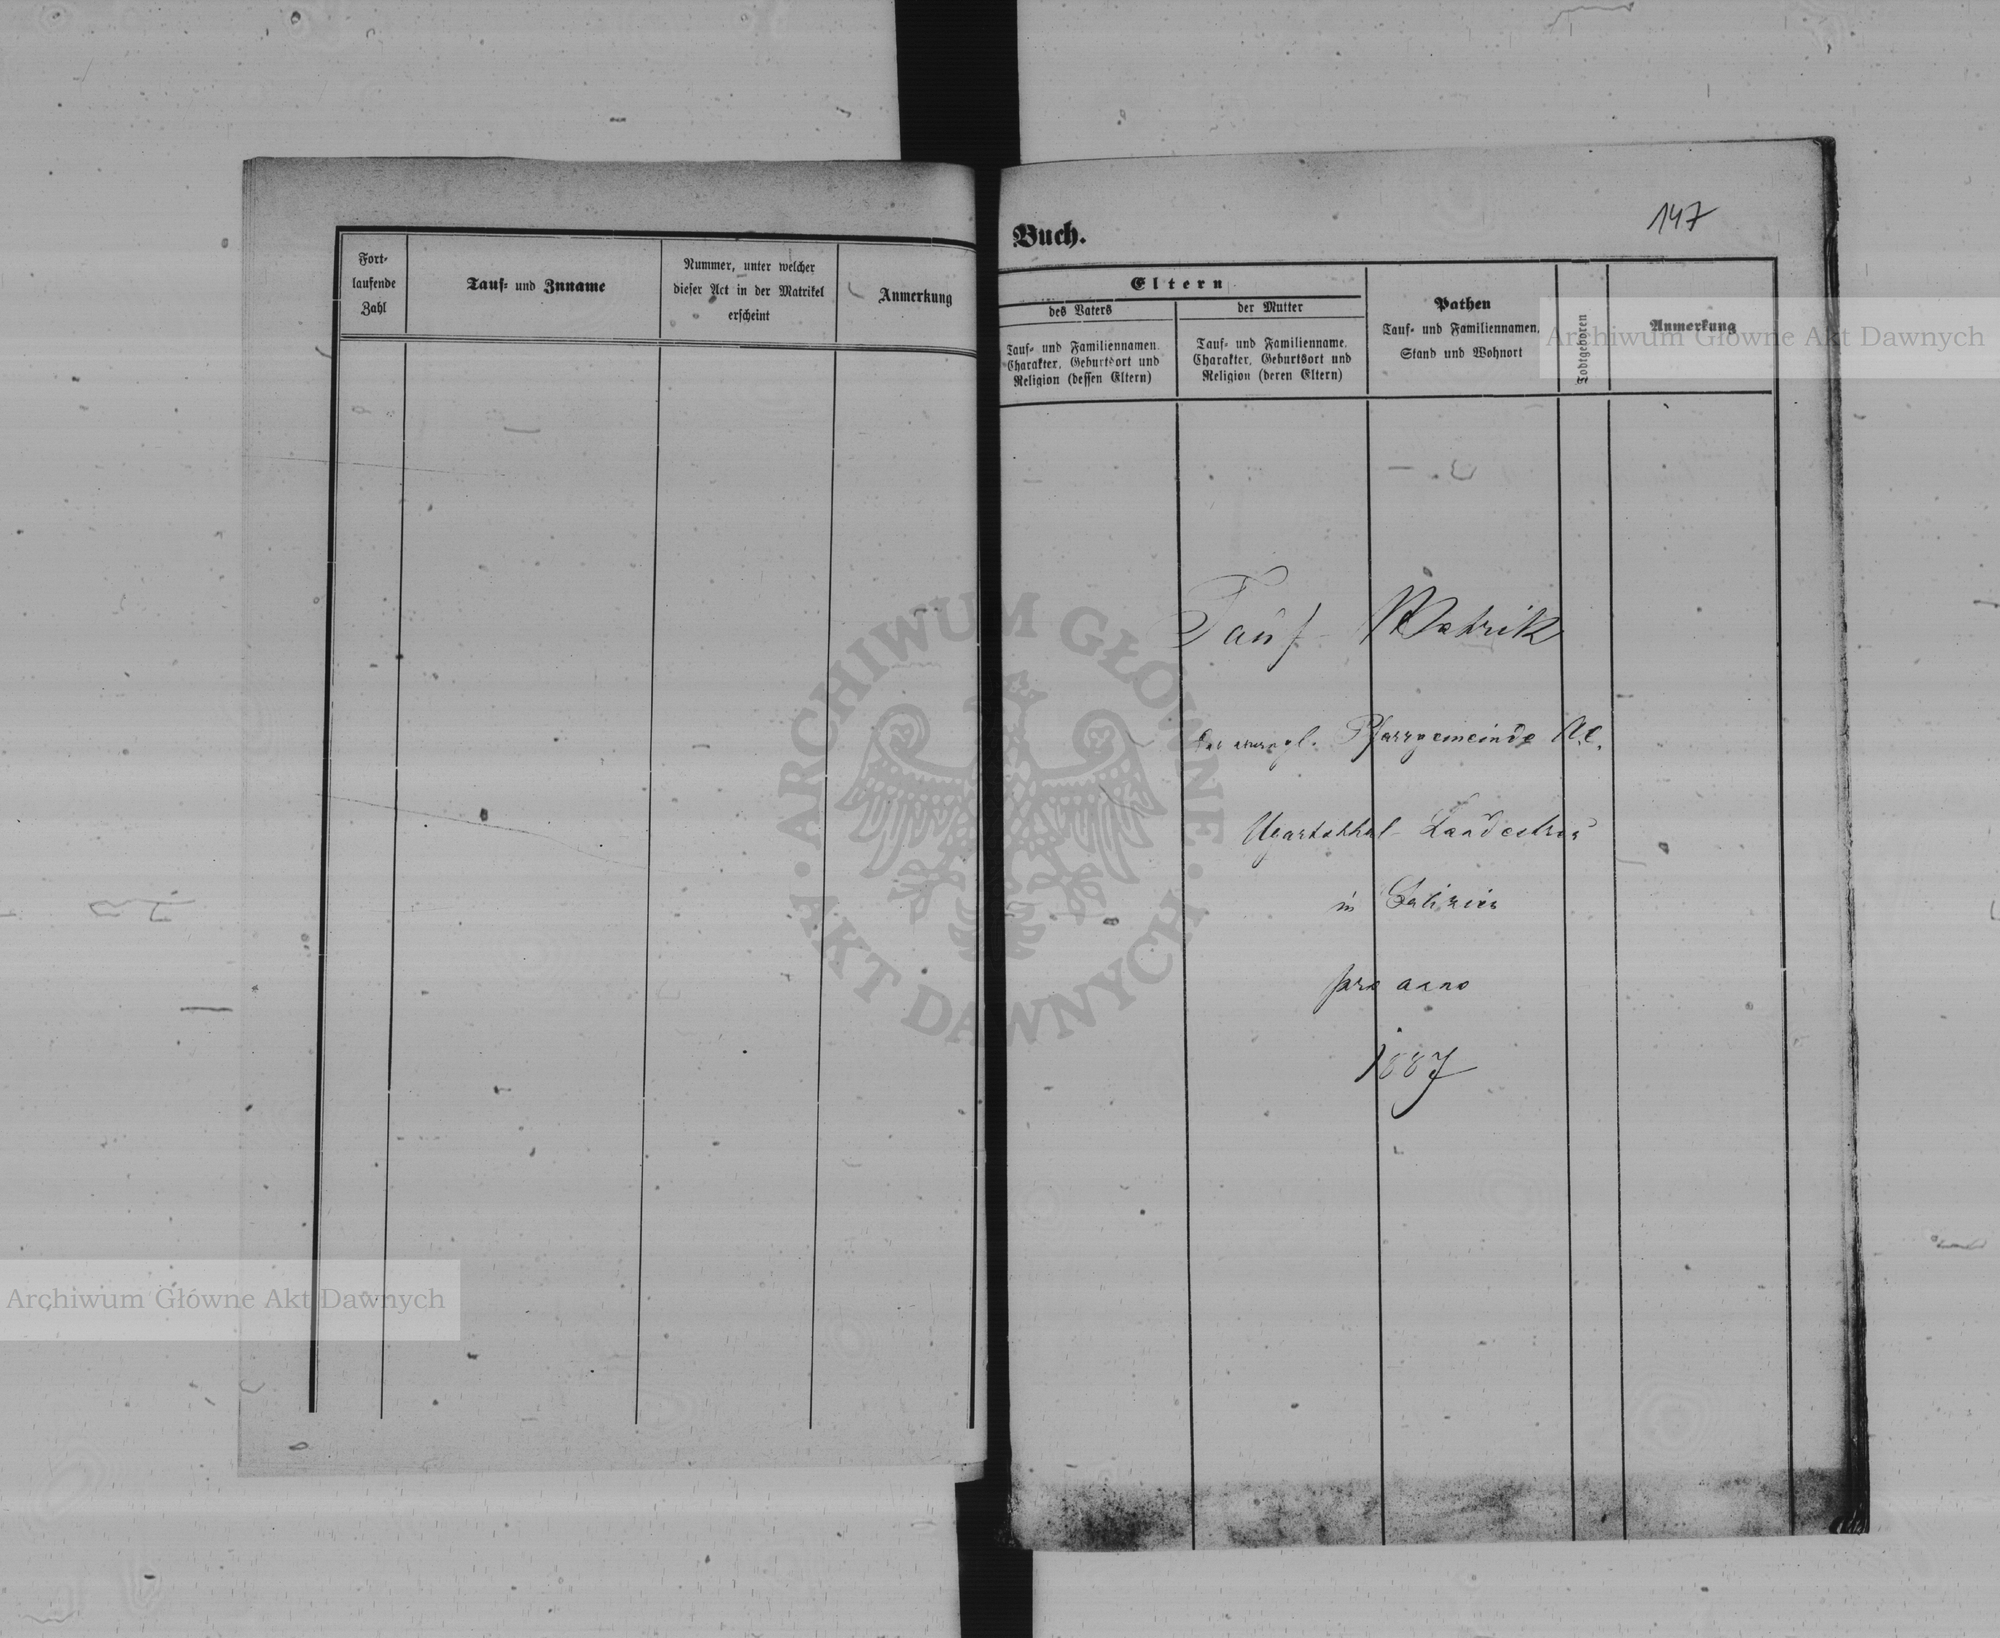 Fort-
laufende
Zahl
Tauf- und Zuname
Nummer, unter welcher
dieser Act in der Matrikel
erscheint
Anmerkung
Buch.
147
Eltern
des Vaters
Tauf- und Familiennamen.
Charakter, Geburtsort und
Religion (dessen Eltern)
der Mutter
Tauf- und Familienname.
Charakter, Geburtsort und
Religion (deren Eltern)
Pathen
Tauf- und Familiennamen,
Stand und Wohnort
Todtgeboren
Anmerkung
Archiwum Główne Akt Dawnych
Tauf Matrik
der evangl. Pfarrgemeinde A.C.
Ugartsthal-Landestreu
in Galizien
pro anno
1887
ARCHIWUM GŁÓWNE
AKT DAWNYCH
Archiwum Główne Akt Dawnych